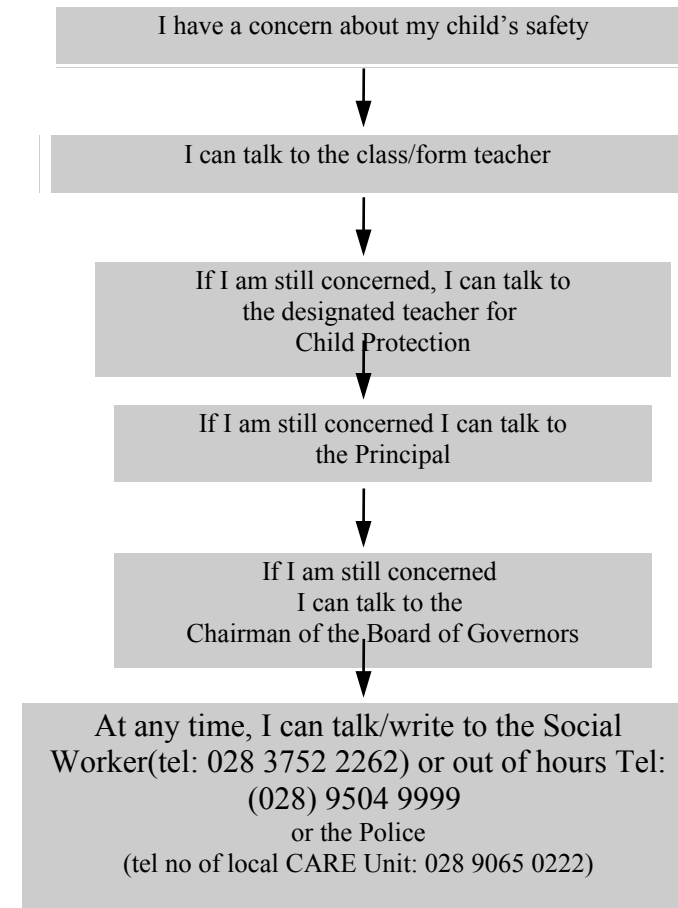 I have a concern about my child’s safety
I can talk to the class/form teacher
If I am still concerned, I can talk to
the designated teacher for
Child Protection
If I am still concerned I can talk to
the Principal
If I am still concerned
I can talk to the
Chairman of the Board of Governors
At any time, I can talk/write to the Social
Worker(tel: 028 3752 2262) or out of hours Tel:
(028) 9504 9999
or the Police
(tel no of local CARE Unit: 028 9065 0222)